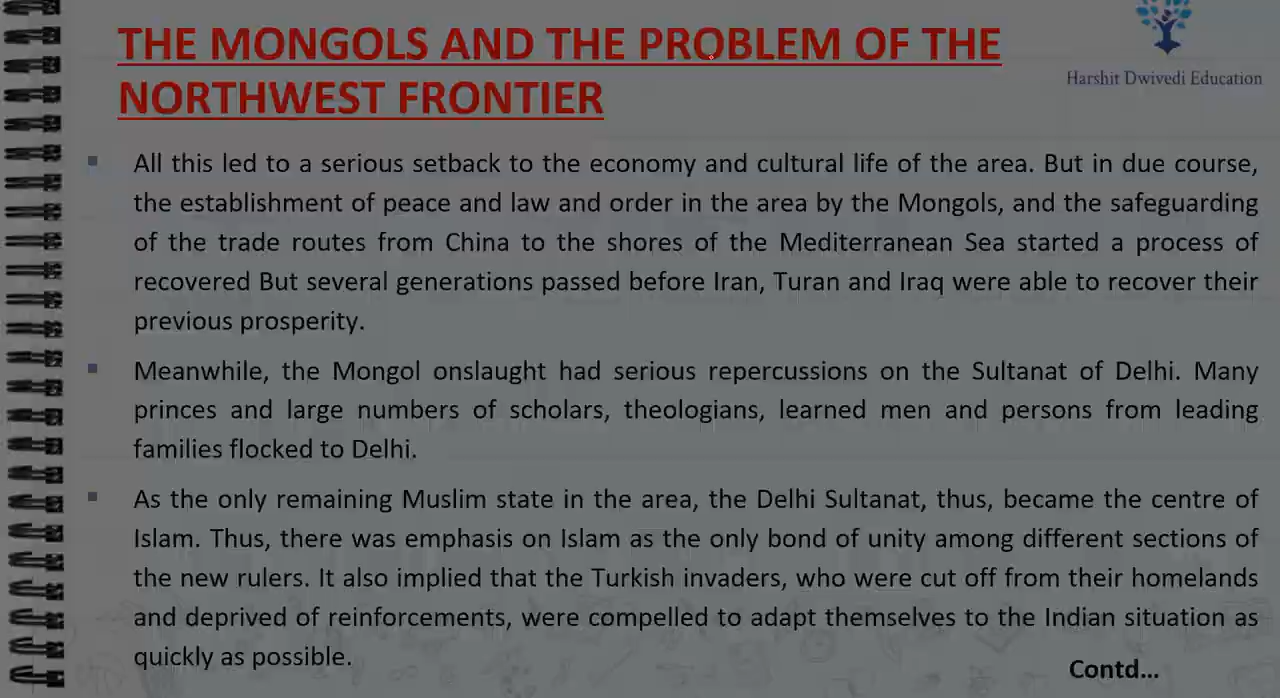 THE MONGOLS AND THE PROBLEM OF THE
NORTHWEST FRONTIER
Harshit Dwivedi Education
▪ All this led to a serious setback to the economy and cultural life of the area. But in due course,
the establishment of peace and law and order in the area by the Mongols, and the safeguarding
of the trade routes from China to the shores of the Mediterranean Sea started a process of
recovered But several generations passed before Iran, Turan and Iraq were able to recover their
previous prosperity.
▪ Meanwhile, the Mongol onslaught had serious repercussions on the Sultanat of Delhi. Many
princes and large numbers of scholars, theologians, learned men and persons from leading
families flocked to Delhi.
▪ As the only remaining Muslim state in the area, the Delhi Sultanat, thus, became the centre of
Islam. Thus, there was emphasis on Islam as the only bond of unity among different sections of
the new rulers. It also implied that the Turkish invaders, who were cut off from their homelands
and deprived of reinforcements, were compelled to adapt themselves to the Indian situation as
quickly as possible.
Contd...